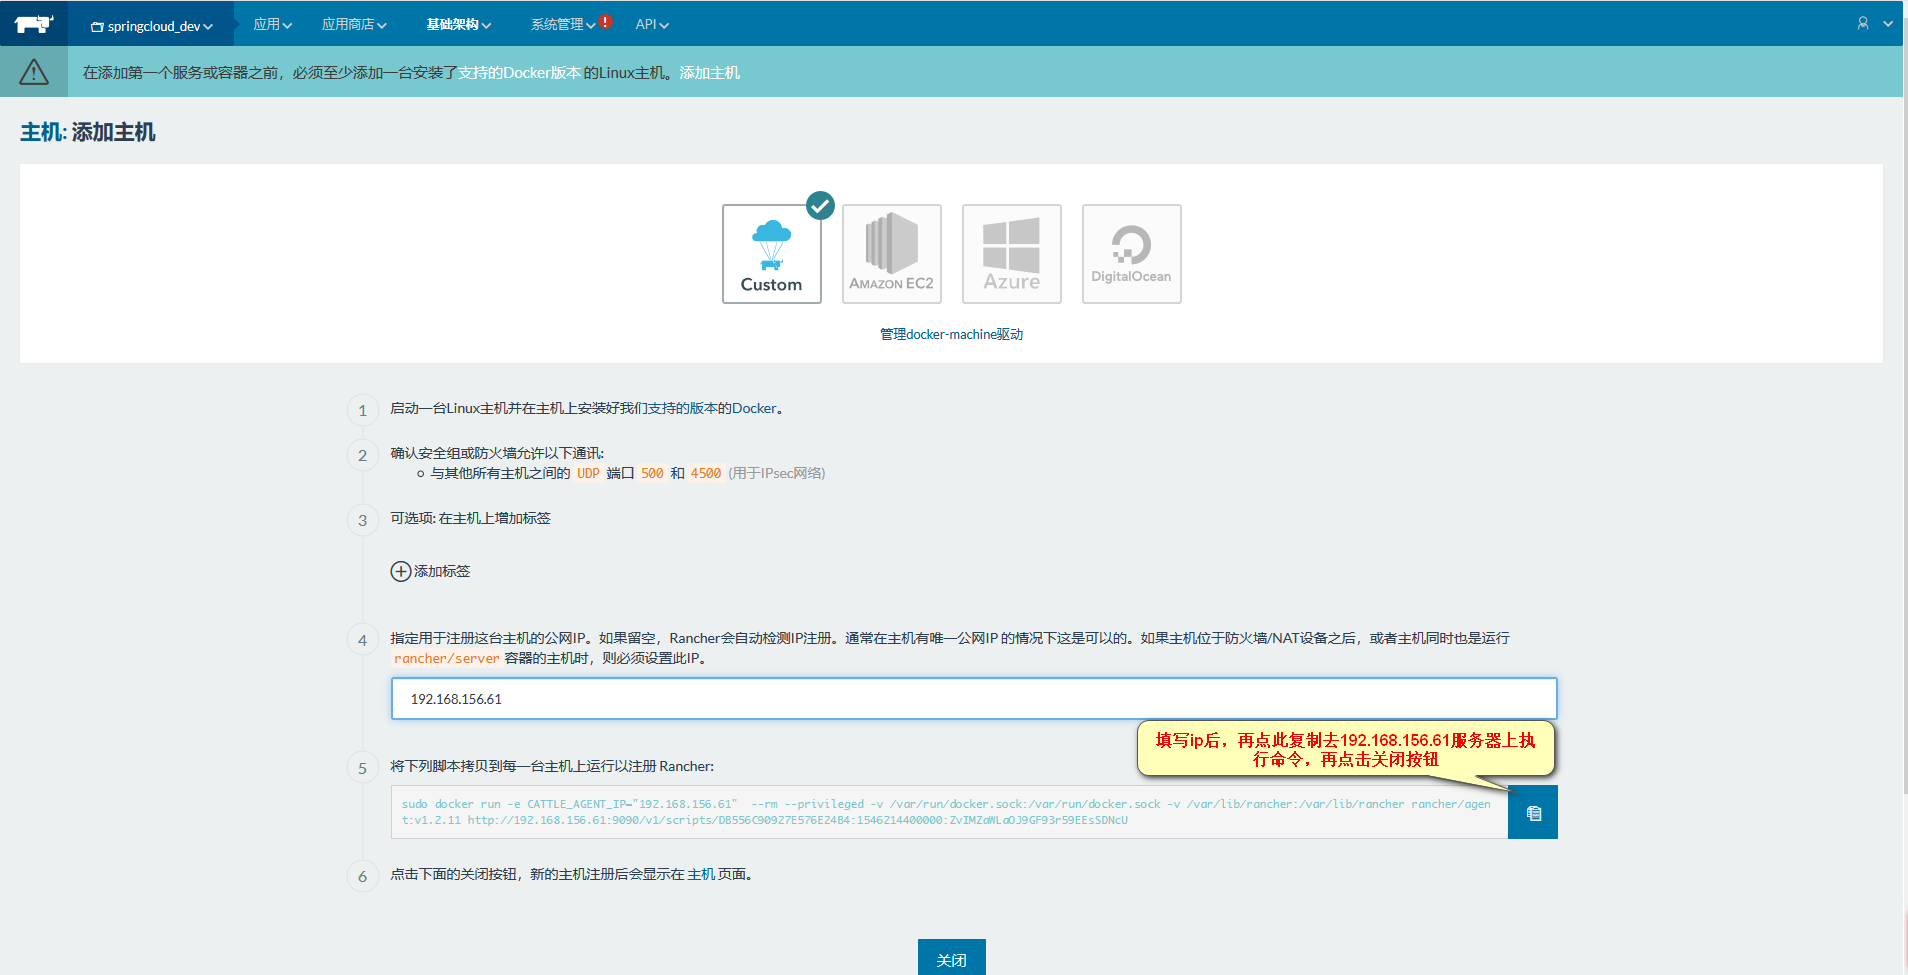 springcloud_dev
应用
应用商店
基础架构
系统管理
!
API
在添加第一个服务或容器之前，必须至少添加一台安装了支持的Docker版本 的Linux主机。添加主机
主机: 添加主机
Custom
AMAZON EC2
Azure
DigitalOcean
管理docker-machine驱动
1
启动一台Linux主机并在主机上安装好我们支持的版本的Docker。
2
确认安全组或防火墙允许以下通讯:
与其他所有主机之间的 UDP 端口 500 和 4500 (用于IPsec网络)
3
可选项: 在主机上增加标签
添加标签
4
指定用于注册这台主机的公网IP。如果留空，Rancher会自动检测IP注册。通常在主机有唯一公网IP 的情况下这是可以的。如果主机位于防火墙/NAT设备之后，或者主机同时也是运行
rancher/server 容器的主机时，则必须设置此IP。
192.168.156.61
填写ip后，再点此复制去192.168.156.61服务器上执
行命令，再点击关闭按钮
5
将下列脚本拷贝到每一台主机上运行以注册 Rancher:
sudo docker run -e CATTLE_AGENT_IP="192.168.156.61" --rm --privileged -v /var/run/docker.sock:/var/run/docker.sock -v /var/lib/rancher:/var/lib/rancher rancher/agen
t:v1.2.11 http://192.168.156.61:9090/v1/scripts/DB556C90927E576E24B4:1546214400000:ZvIMZaWLaOJ9GF93r59EEsSDNcU
6
点击下面的关闭按钮，新的主机注册后会显示在 主机 页面。
关闭